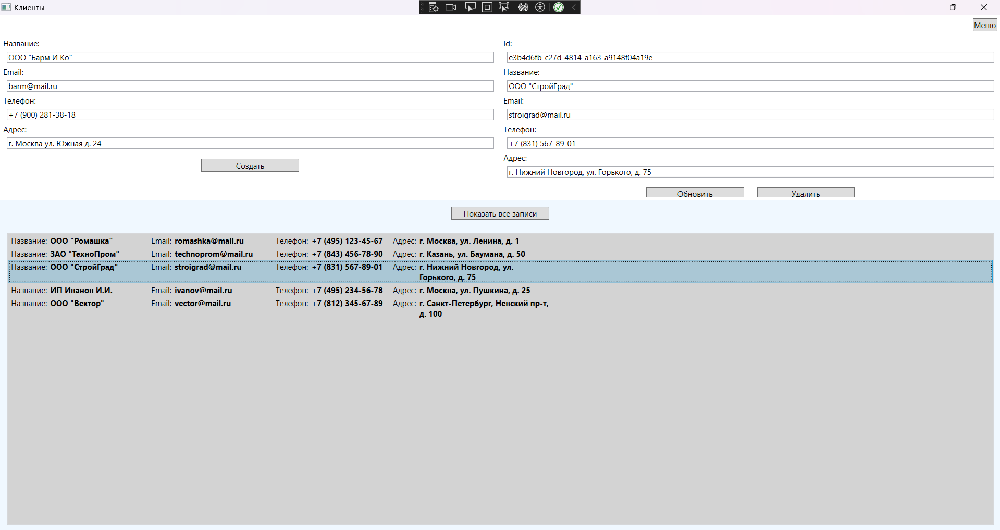 Клиенты
Меню
Название:
ООО "Барм И Ко"
Email:
barm@mail.ru
Телефон:
+7 (900) 281-38-18
Адрес:
г. Москва ул. Южная д. 24
Создать
Id:
e3b4d6fb-c27d-4814-a163-a9148f04a19e
Название:
ООО "СтройГрад"
Email:
stroigrad@mail.ru
Телефон:
+7 (831) 567-89-01
Адрес:
г. Нижний Новгород, ул. Горького, д. 75
Обновить Удалить
Показать все записи
Название: ООО "Ромашка" Email: romashka@mail.ru Телефон: +7 (495) 123-45-67 Адрес: г. Москва, ул. Ленина, д. 1
Название: ЗАО "ТехноПром" Email: technoprom@mail.ru Телефон: +7 (843) 456-78-90 Адрес: г. Казань, ул. Баумана, д. 50
Название: ООО "СтройГрад" Email: stroigrad@mail.ru Телефон: +7 (831) 567-89-01 Адрес: г. Нижний Новгород, ул.
Горького, д. 75
Название: ИП Иванов И.И. Email: ivanov@mail.ru Телефон: +7 (495) 234-56-78 Адрес: г. Москва, ул. Пушкина, д. 25
Название: ООО "Вектор" Email: vector@mail.ru Телефон: +7 (812) 345-67-89 Адрес: г. Санкт-Петербург, Невский пр-т,
д. 100